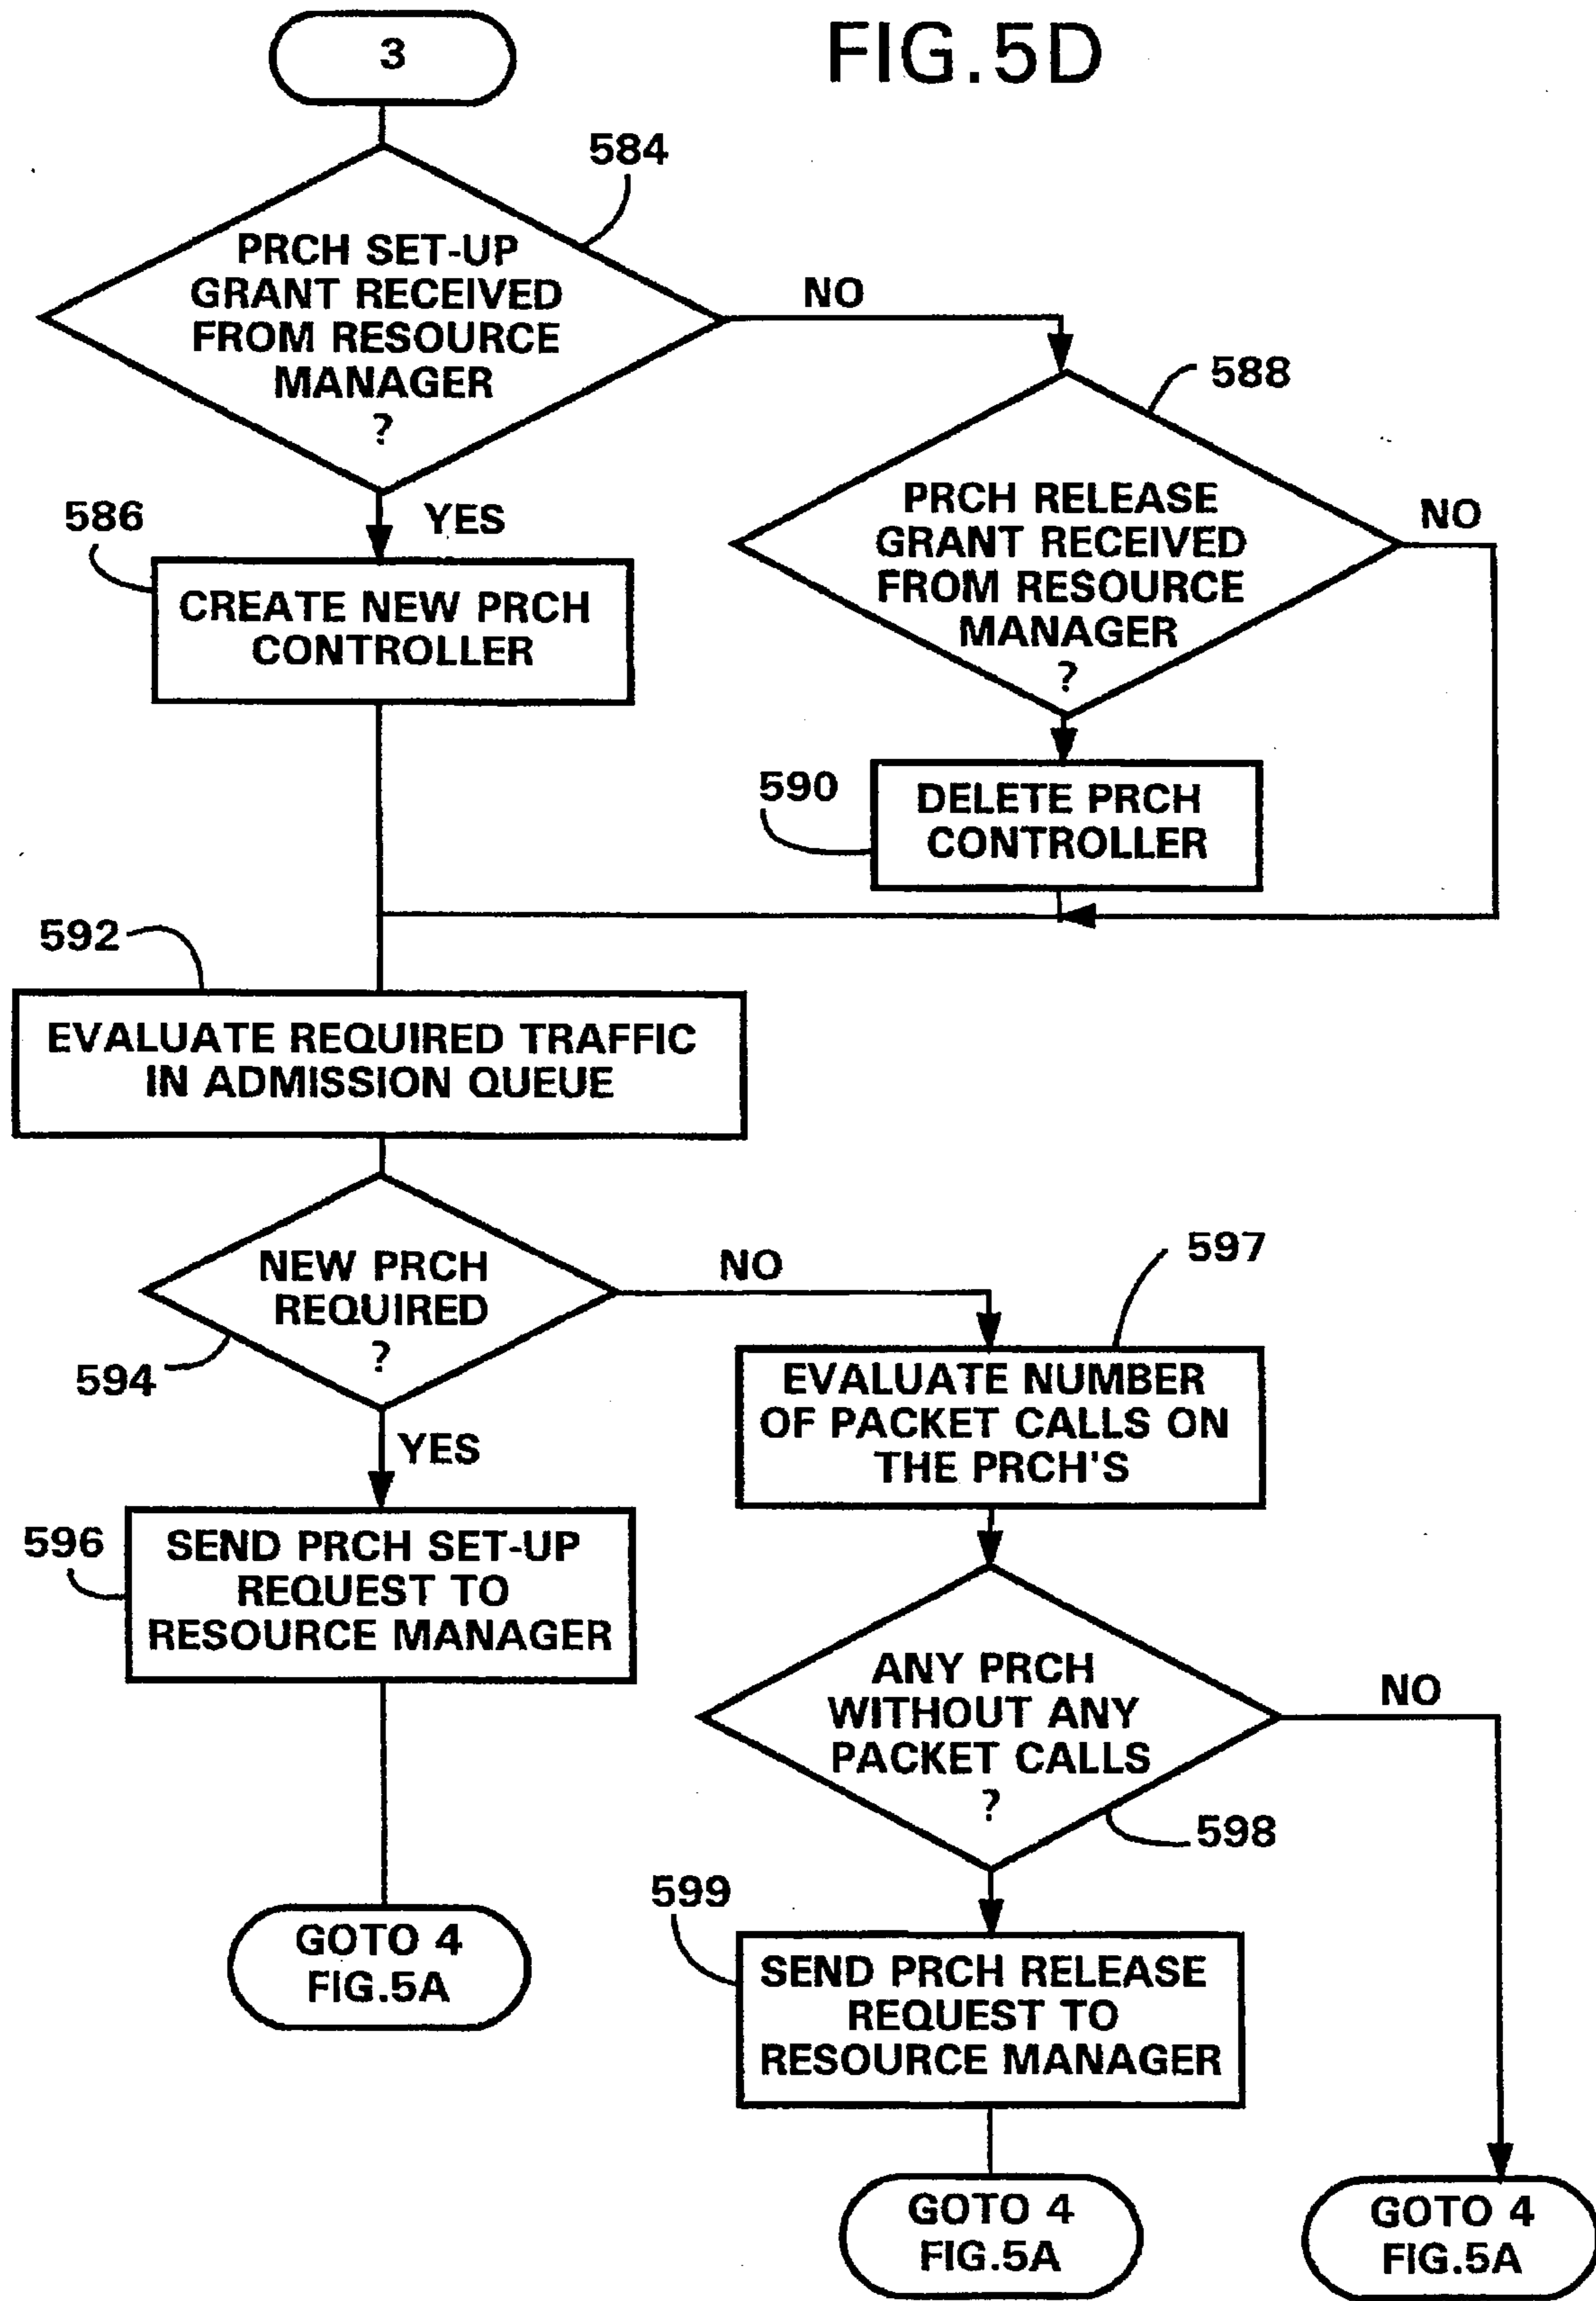 FIG.5D
3
584
PRCH SET-UP
GRANT RECEIVED
FROM RESOURCE
MANAGER
?
NO
YES
586
CREATE NEW PRCH
CONTROLLER
588
PRCH RELEASE
GRANT RECEIVED
FROM RESOURCE
MANAGER
?
NO
590
DELETE PRCH
CONTROLLER
592
EVALUATE REQUIRED TRAFFIC
IN ADMISSION QUEUE
NEW PRCH
REQUIRED
?
594
NO
YES
596
SEND PRCH SET-UP
REQUEST TO
RESOURCE MANAGER
GOTO 4
FIG.5A
597
EVALUATE NUMBER
OF PACKET CALLS ON
THE PRCH'S
ANY PRCH
WITHOUT ANY
PACKET CALLS
?
598
NO
599
SEND PRCH RELEASE
REQUEST TO
RESOURCE MANAGER
GOTO 4
FIG.5A
GOTO 4
FIG.5A